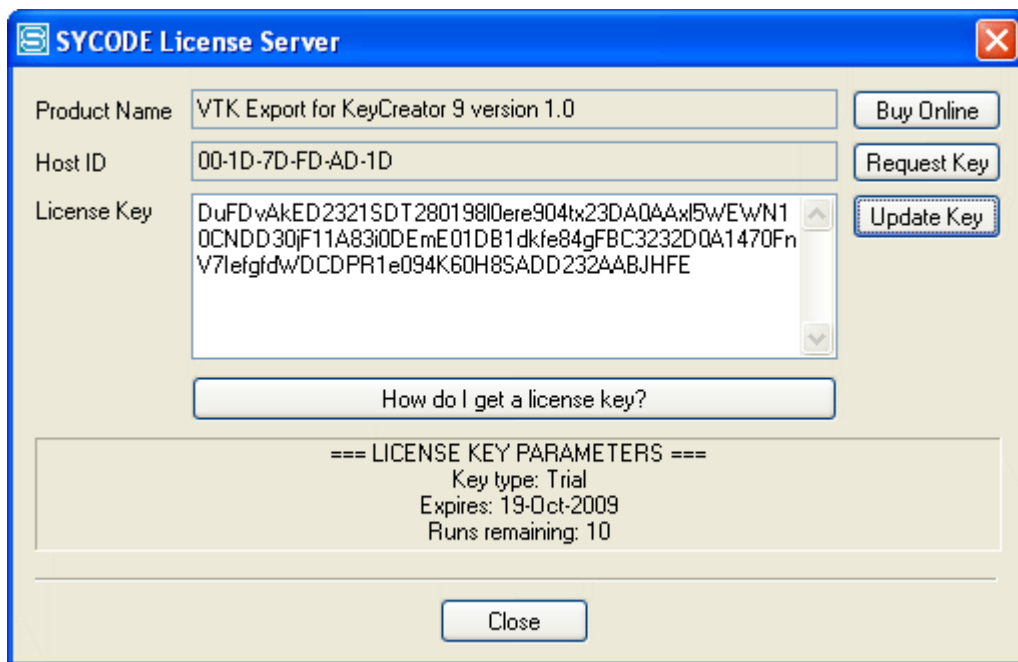 SYCODE License Server
Product Name
VTK Export for KeyCreator 9 version 1.0
Buy Online
Host ID
00-1D-7D-FD-AD-1D
Request Key
License Key
DuFDvAkED2321SDT280198I0ere904tx23DA0AAxI5WEWN1
0CNDD30jF11A83i0DEmE01DB1dkfe84gFBC3232D0A1470Fn
V7IefgfdWDCDPR1e094K60H8SADD232AABJHFE
Update Key
How do I get a license key?
=== LICENSE KEY PARAMETERS ===
Key type: Trial
Expires: 19-Oct-2009
Runs remaining: 10
Close